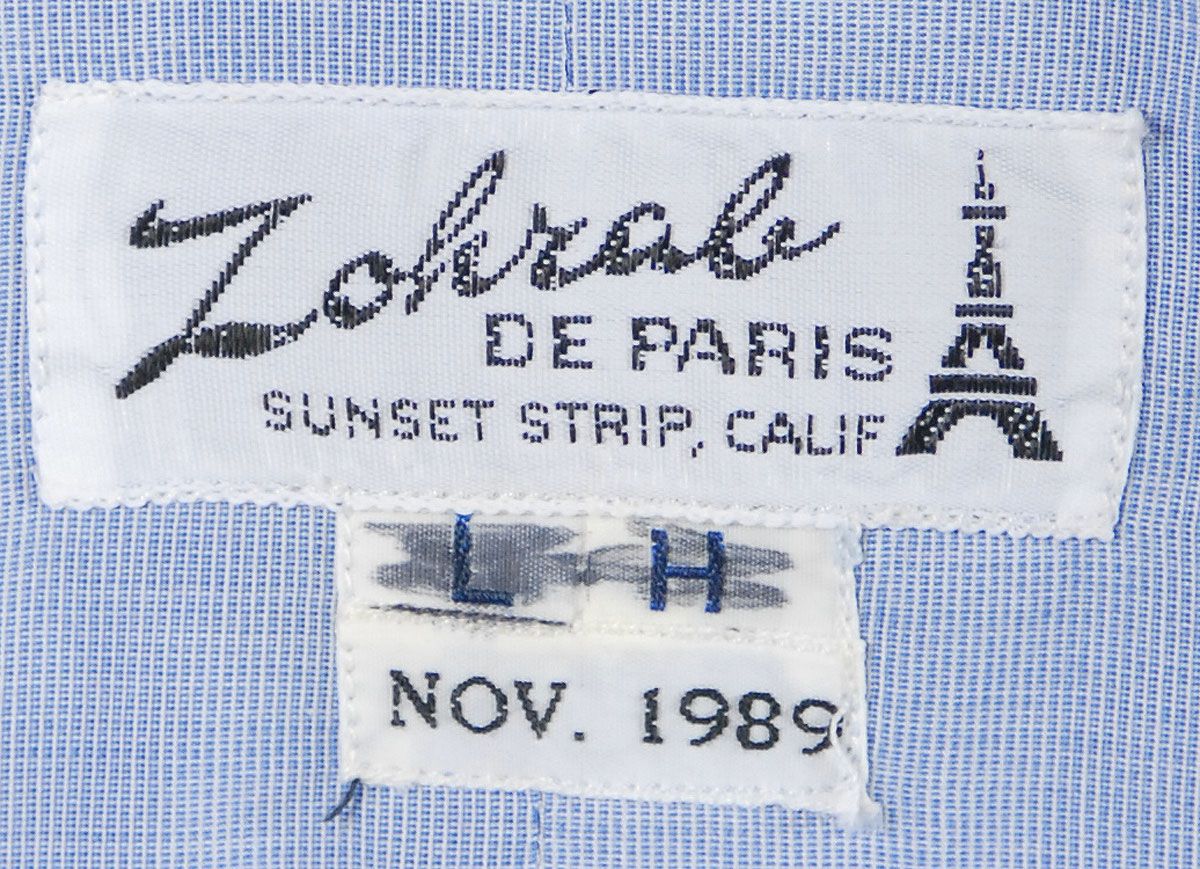 Zohrab
DE PARIS
SUNSET STRIP, CALIF
L H
NOV. 1989